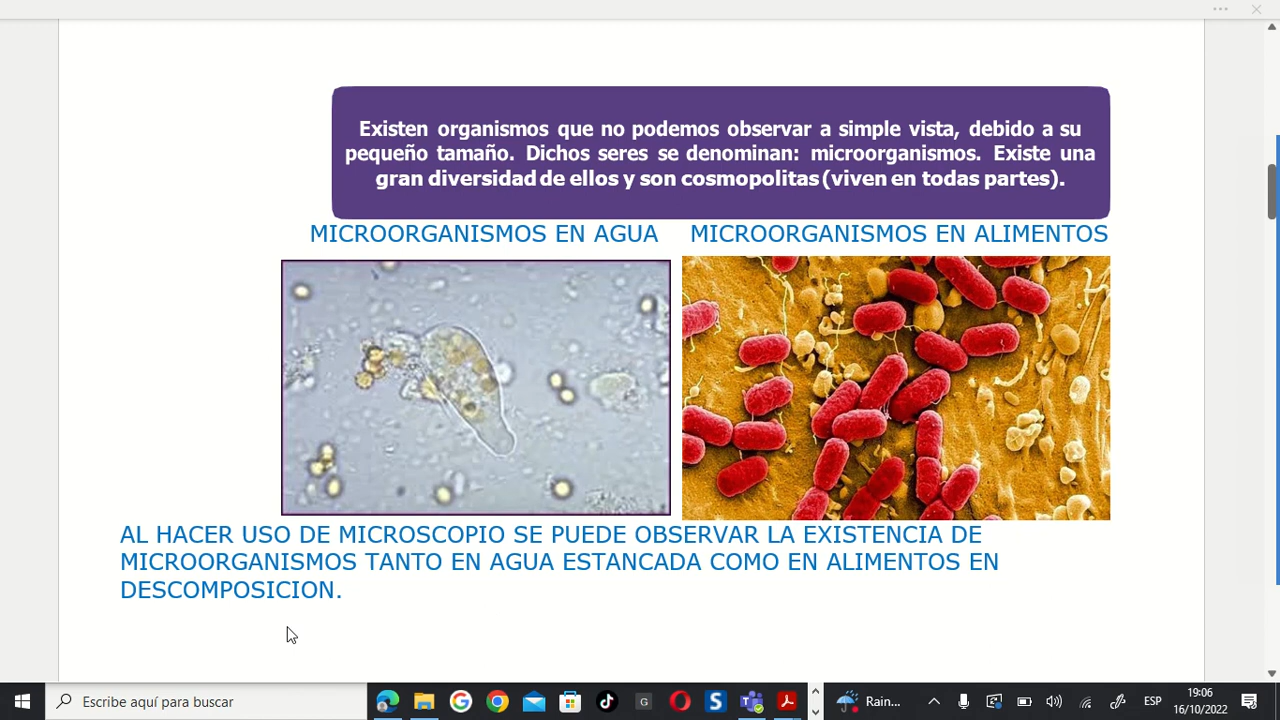 Existen organismos que no podemos observar a simple vista, debido a su
pequeño tamaño. Dichos seres se denominan: microorganismos. Existe una
gran diversidad de ellos y son cosmopolitas (viven en todas partes).
MICROORGANISMOS EN AGUA
MICROORGANISMOS EN ALIMENTOS
AL HACER USO DE MICROSCOPIO SE PUEDE OBSERVAR LA EXISTENCIA DE
MICROORGANISMOS TANTO EN AGUA ESTANCADA COMO EN ALIMENTOS EN
DESCOMPOSICION.
Escribe aquí para buscar
G
S
Rain...
ESP
19:06
16/10/2022